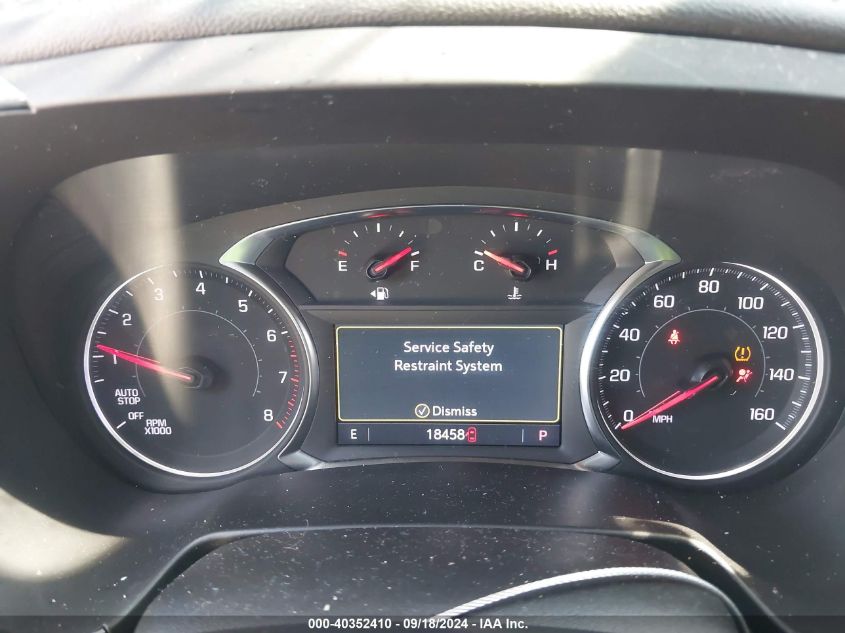 E F
C H
1 2 3 4 5 6 7 8
AUTO
STOP
OFF
RPM
X1000
Service Safety
Restraint System
Dismiss
E 18458 P
0 20 40 60 80 100 120 140 160
MPH
000-40352410 - 09/18/2024 - IAA Inc.